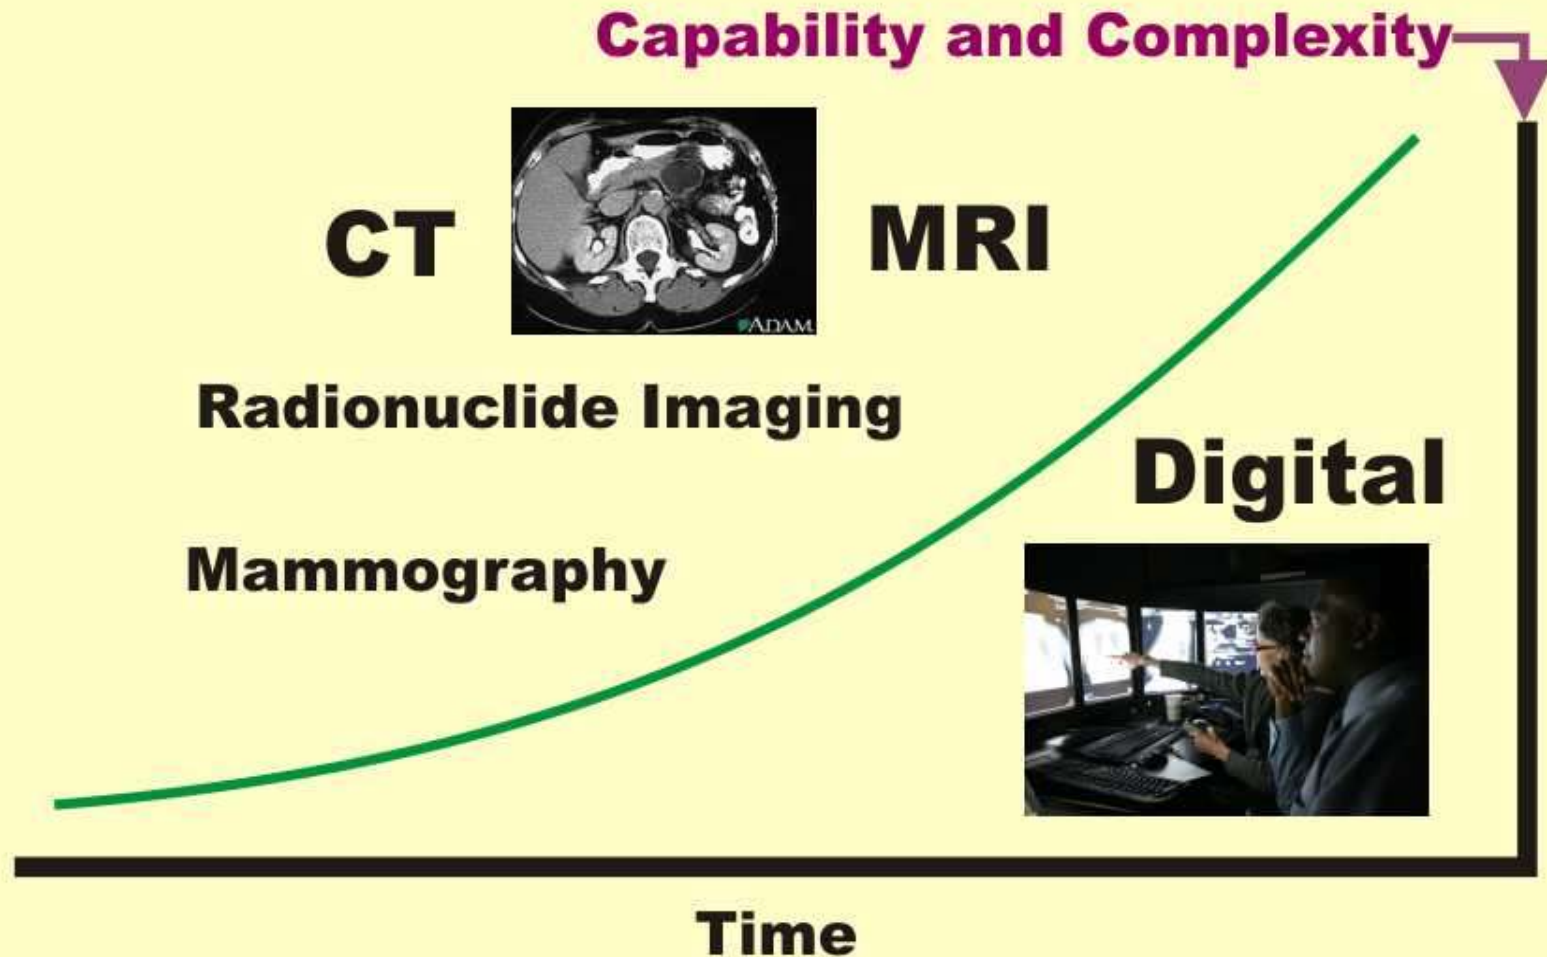 Capability and Complexity
CT
MRI
ADAM
Radionuclide Imaging
Digital
Mammography
Time